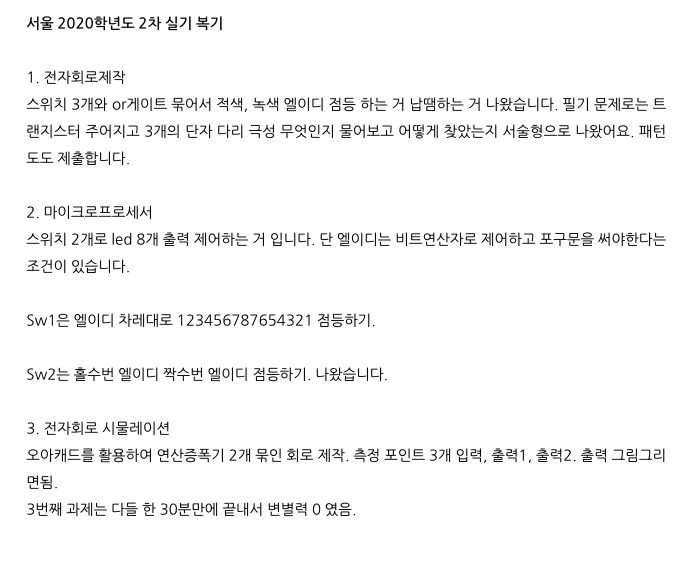 서울 2020학년도 2차 실기 복기
1. 전자회로제작
스위치 3개와 or게이트 묶어서 적색, 녹색 엘이디 점등 하는 거 납땜하는 거 나왔습니다. 필기 문제로는 트
랜지스터 주어지고 3개의 단자 다리 극성 무엇인지 물어보고 어떻게 찾았는지 서술형으로 나왔어요. 패턴
도도 제출합니다.
2. 마이크로프로세서
스위치 2개로 led 8개 출력 제어하는 거 입니다. 단 엘이디는 비트연산자로 제어하고 포구문을 써야한다는
조건이 있습니다.
Sw1은 엘이디 차례대로 123456787654321 점등하기.
Sw2는 홀수번 엘이디 짝수번 엘이디 점등하기. 나왔습니다.
3. 전자회로 시물레이션
오아캐드를 활용하여 연산증폭기 2개 묶인 회로 제작. 측정 포인트 3개 입력, 출력1, 출력2. 출력 그림그리
면됨.
3번째 과제는 다들 한 30분만에 끝내서 변별력 0 였음.